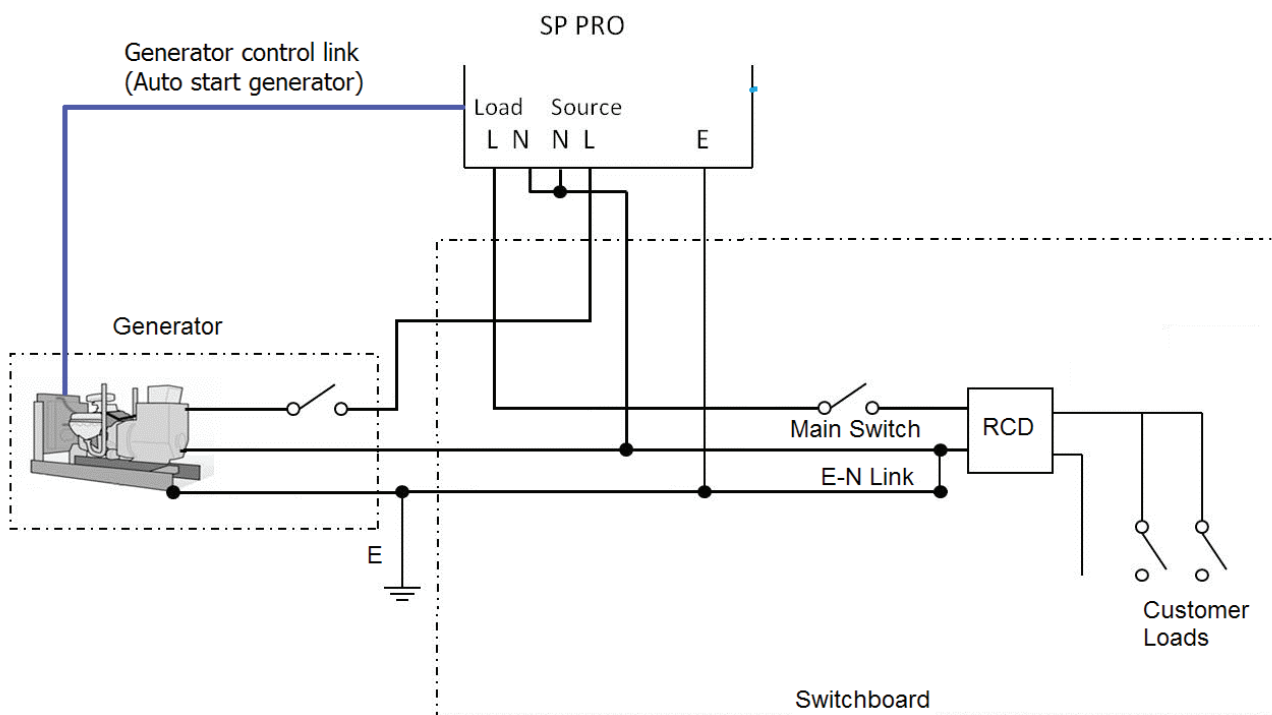 SP PRO
Generator control link
(Auto start generator)
Load Source
L N N L E
Generator
Main Switch
RCD
E-N Link
E
Customer
Loads
Switchboard